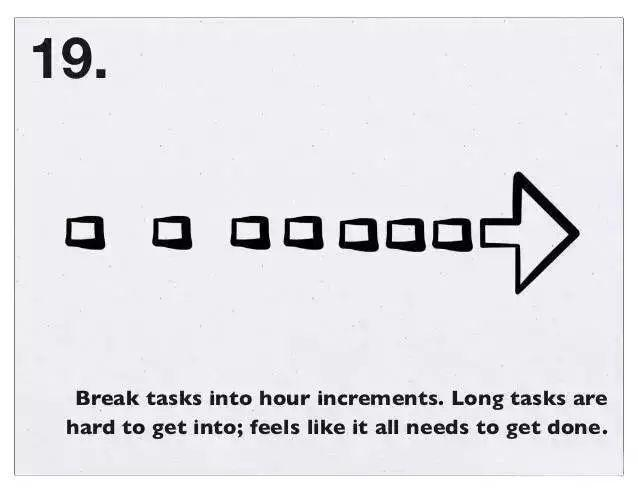 19.
Break tasks into hour increments. Long tasks are
hard to get into; feels like it all needs to get done.